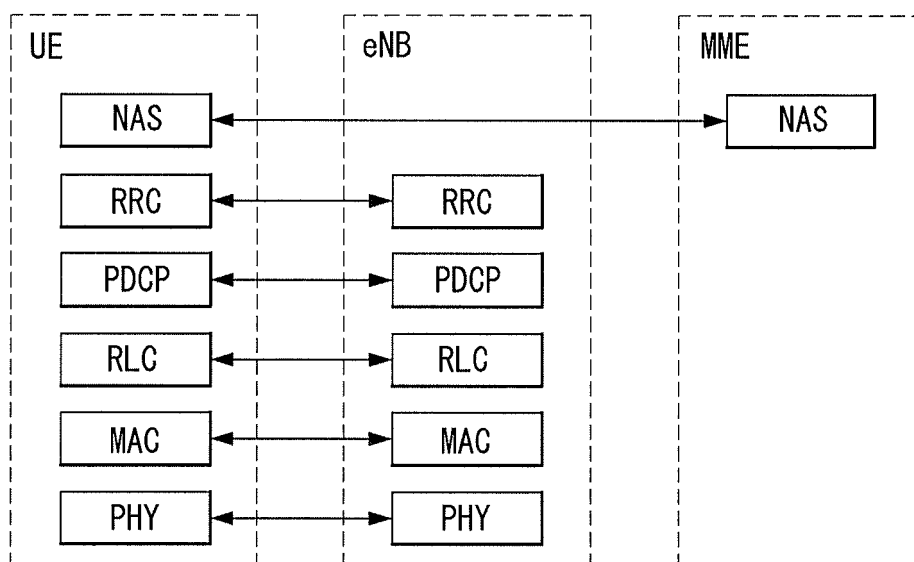 UE eNB MME
NAS NAS
RRC RRC
PDCP PDCP
RLC RLC
MAC MAC
PHY PHY